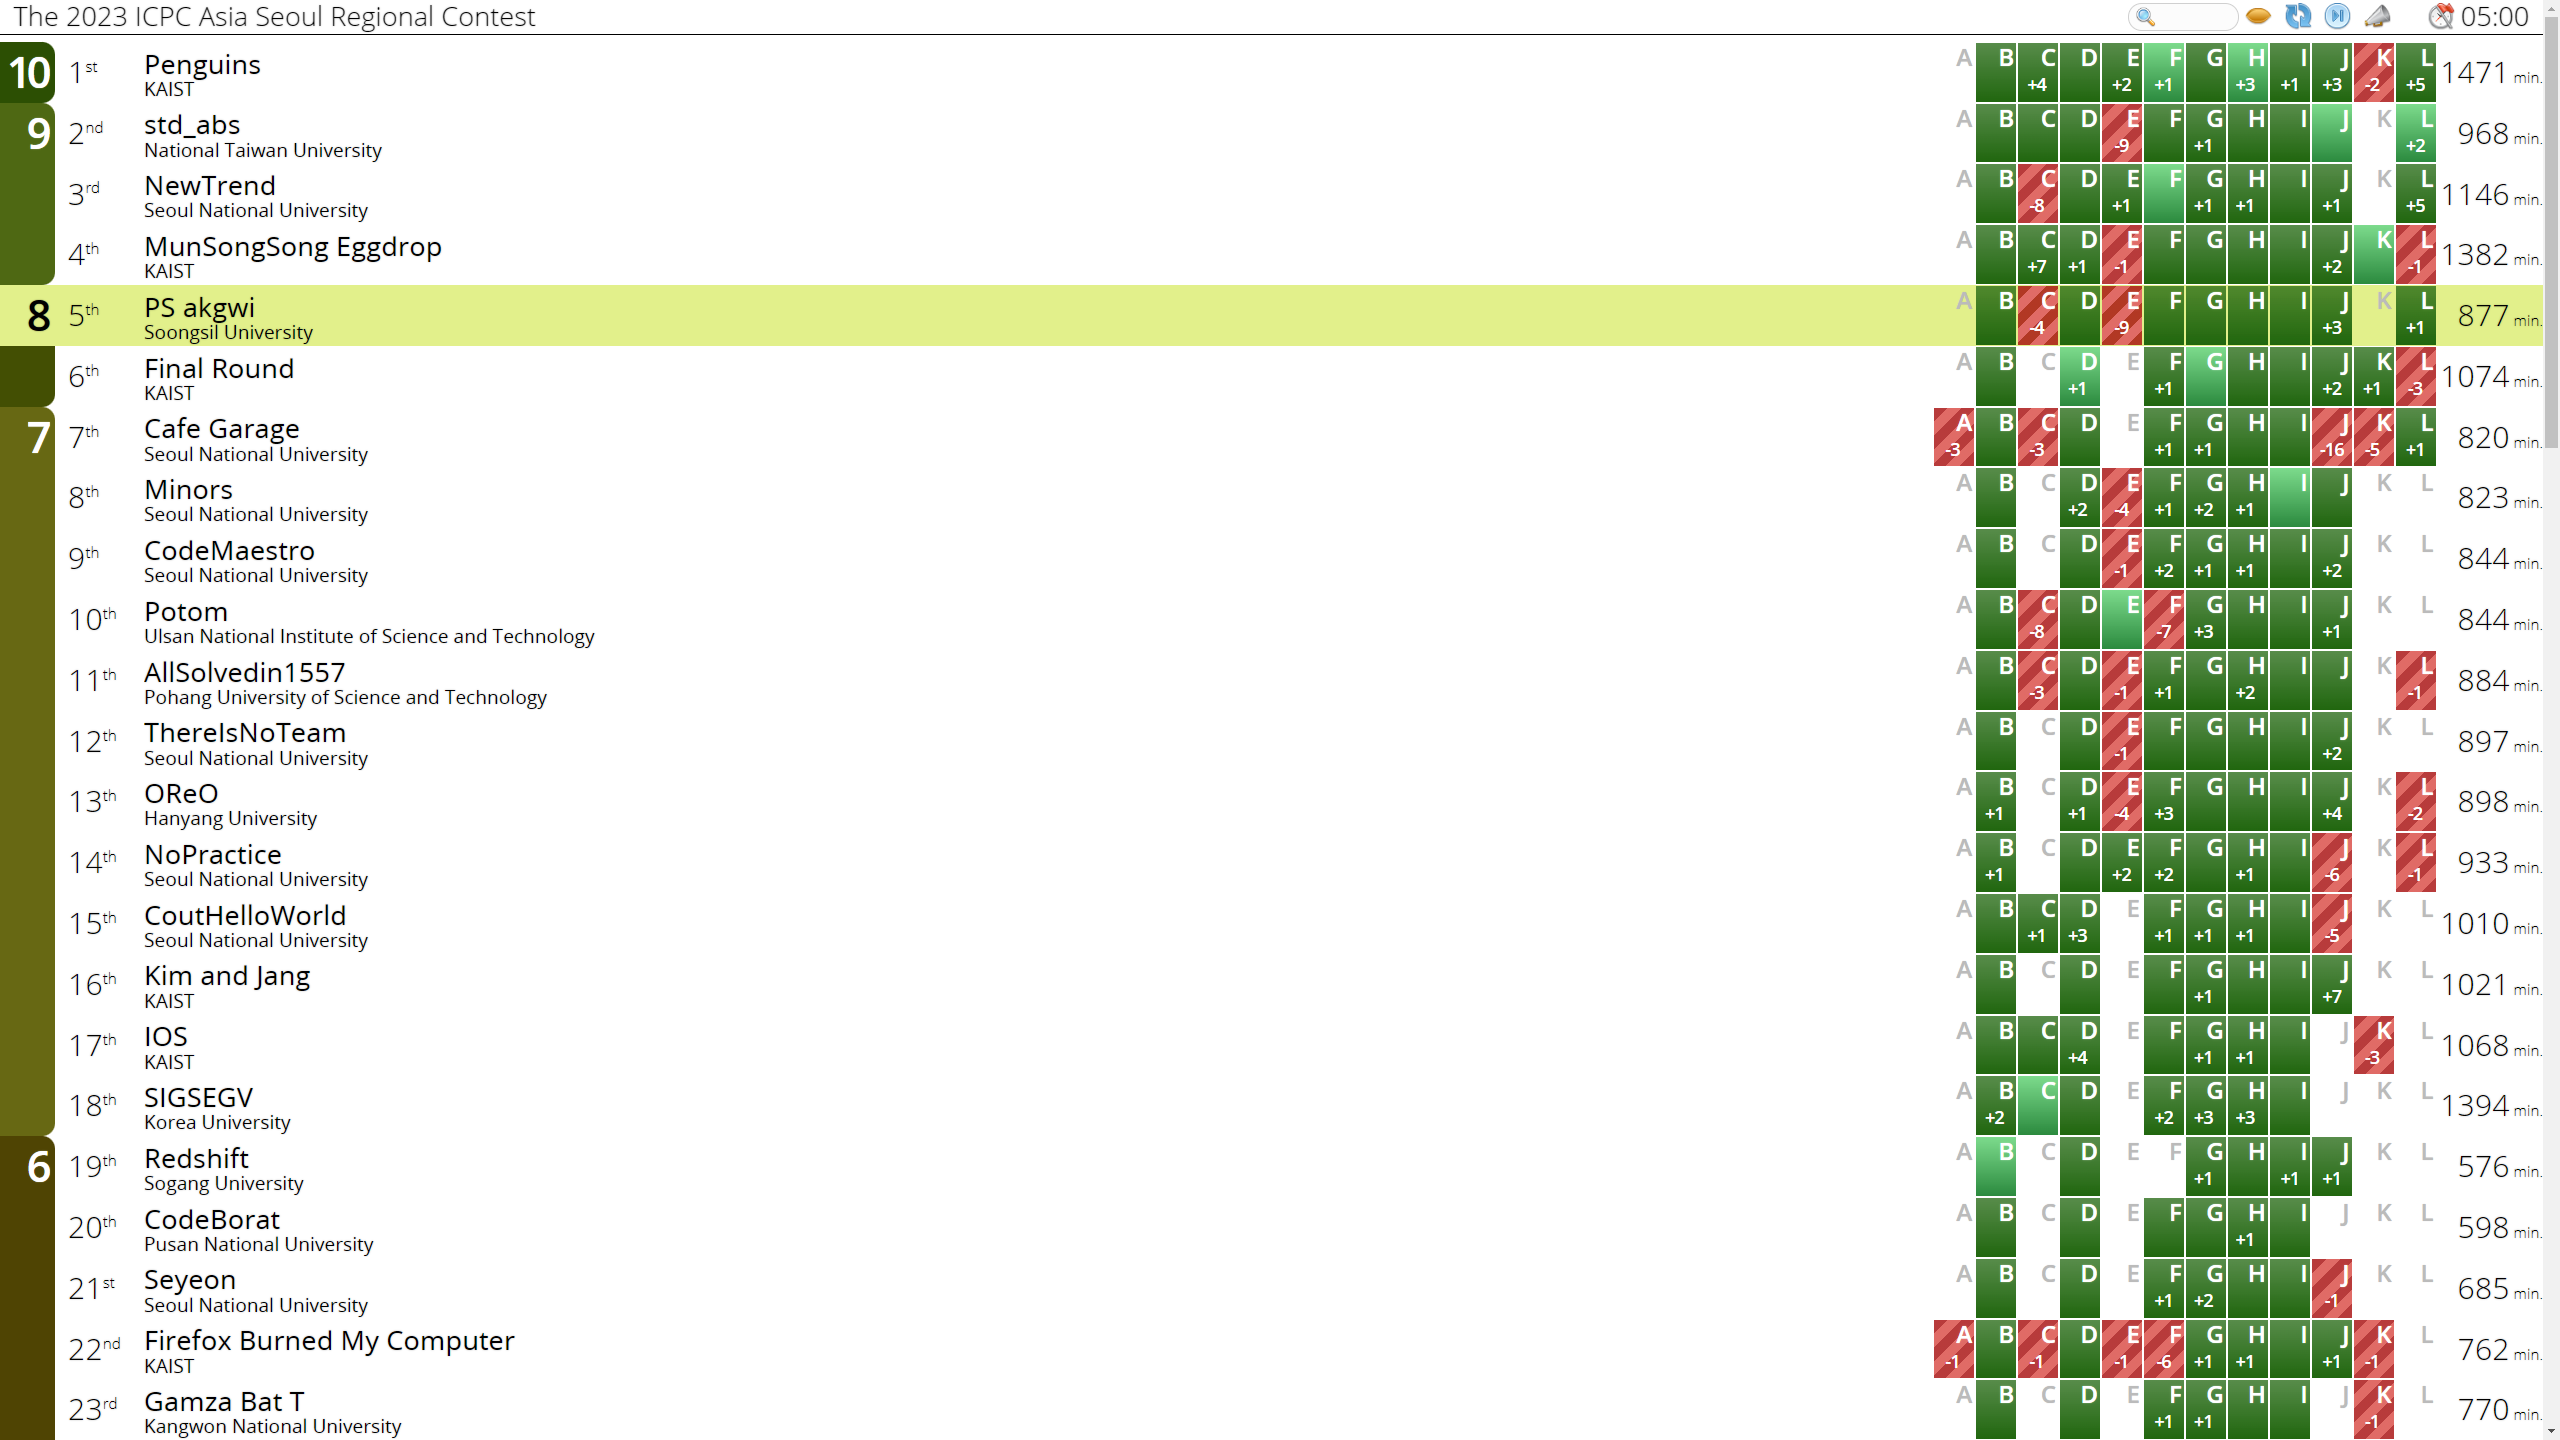 The 2023 ICPC Asia Seoul Regional Contest 05:00
10 1st Penguins A B C D E F G H I J K L 1471 min.
KAIST +4 +2 +1 +3 +1 +3 -2 +5
9 2nd std_abs A B C D E F G H I J K L 968 min.
National Taiwan University -9 +1 +2
3rd NewTrend A B C D E F G H I J K L 1146 min.
Seoul National University -8 +1 +1 +1 +1 +5
4th MunSongSong Eggdrop A B C D E F G H I J K L 1382 min.
KAIST +7 +1 -1 +2 -1
8 5th PS akgwi A B C D E F G H I J K L 877 min.
Soongsil University -4 -9 +3 +1
6th Final Round A B C D E F G H I J K L 1074 min.
KAIST +1 +1 +2 +1 -3
7 7th Cafe Garage A B C D E F G H I J K L 820 min.
Seoul National University -3 -3 +1 +1 -16 -5 +1
8th Minors A B C D E F G H I J K L 823 min.
Seoul National University +2 -4 +1 +2 +1
9th CodeMaestro A B C D E F G H I J K L 844 min.
Seoul National University -1 +2 +1 +1 +2
10th Potom A B C D E F G H I J K L 844 min.
Ulsan National Institute of Science and Technology -8 -7 +3 +1
11th AllSolvedin1557 A B C D E F G H I J K L 884 min.
Pohang University of Science and Technology -3 -1 +1 +2 -1
12th ThereIsNoTeam A B C D E F G H I J K L 897 min.
Seoul National University -1 +2
13th OReO A B C D E F G H I J K L 898 min.
Hanyang University +1 +1 -4 +3 +4 -2
14th NoPractice A B C D E F G H I J K L 933 min.
Seoul National University +1 +2 +2 +1 -6 -1
15th CoutHelloWorld A B C D E F G H I J K L 1010 min.
Seoul National University +1 +3 +1 +1 +1 -5
16th Kim and Jang A B C D E F G H I J K L 1021 min.
KAIST +1 +7
17th IOS A B C D E F G H I J K L 1068 min.
KAIST +4 +1 +1 -3
18th SIGSEGV A B C D E F G H I J K L 1394 min.
Korea University +2 +2 +3 +3
6 19th Redshift A B C D E F G H I J K L 576 min.
Sogang University +1 +1 +1
20th CodeBorat A B C D E F G H I J K L 598 min.
Pusan National University +1
21st Seyeon A B C D E F G H I J K L 685 min.
Seoul National University +1 +2 -1
22nd Firefox Burned My Computer A B C D E F G H I J K L 762 min.
KAIST -1 -1 -1 -6 +1 +1 +1 -1
23rd Gamza Bat T A B C D E F G H I J K L 770 min.
Kangwon National University +1 +1 -1